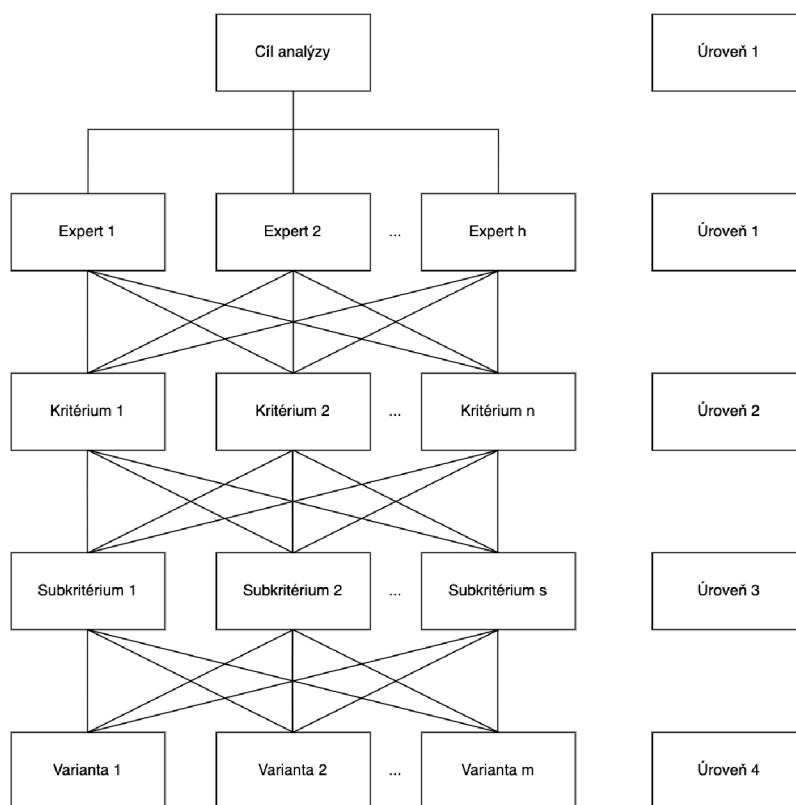 Cíl analýzy Úroveň 1
Expert 1 Expert 2 ... Expert h Úroveň 1
Kritérium 1 Kritérium 2 ... Kritérium n Úroveň 2
Subkritérium 1 Subkritérium 2 ... Subkritérium s Úroveň 3
Varianta 1 Varianta 2 ... Varianta m Úroveň 4